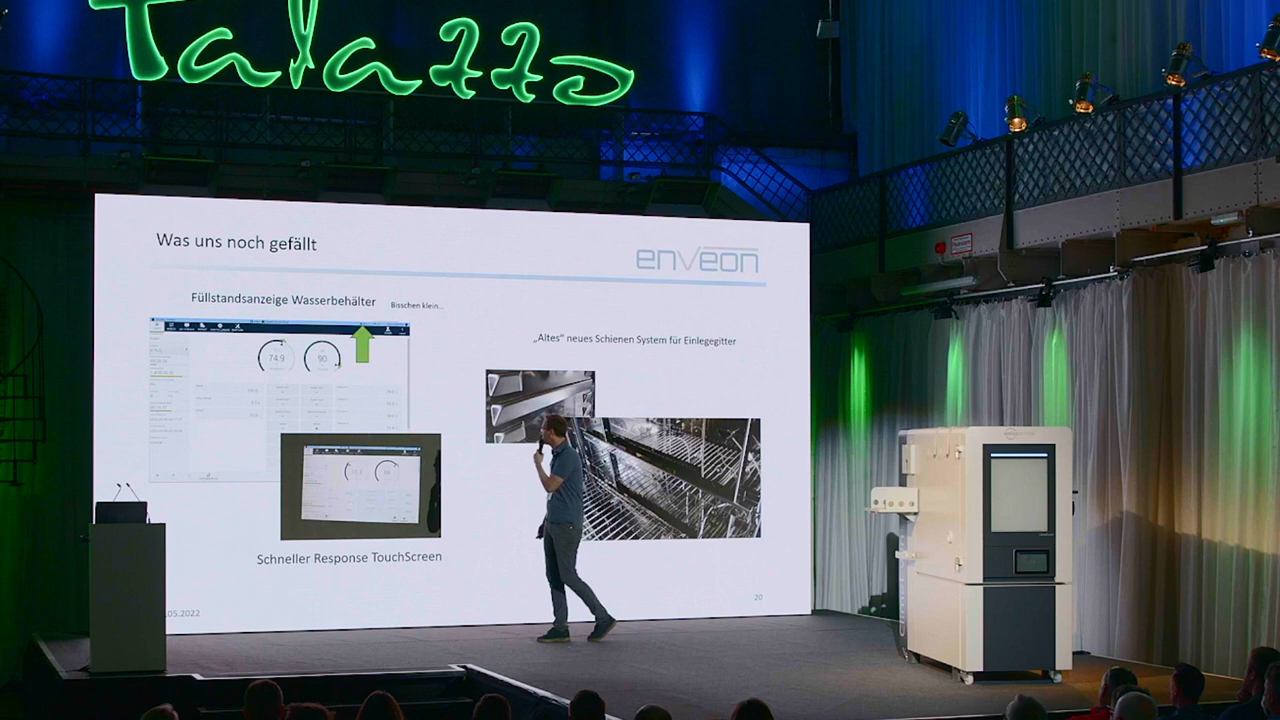 Palazzo
Was uns noch gefällt
enveon
Füllstandsanzeige Wasserbehälter
Bisschen klein...
„Altes“ neues Schienen System für Einlegegitter
74.9
90
Schneller Response TouchScreen
.05.2022
20